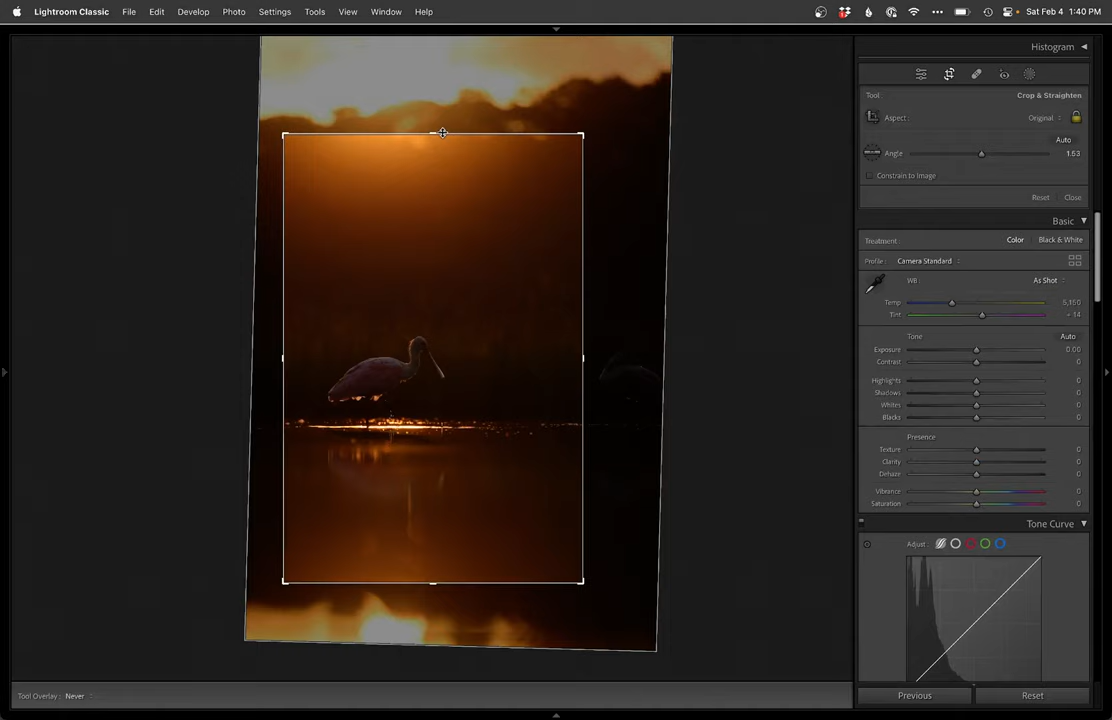 Lightroom Classic File Edit Develop Photo Settings Tools View Window Help Sat Feb 4 1:40 PM
Histogram
Tool : Crop & Straighten
Aspect : Original
Auto
Angle 1.53
Constrain to Image
Reset Close
Basic
Treatment : Color Black & White
Profile : Camera Standard
WB : As Shot
Temp 5,150
Tint + 14
Tone Auto
Exposure 0.00
Contrast 0
Highlights 0
Shadows 0
Whites 0
Blacks 0
Presence
Texture 0
Clarity 0
Dehaze 0
Vibrance 0
Saturation 0
Tone Curve
Adjust :
Tool Overlay : Never Previous Reset